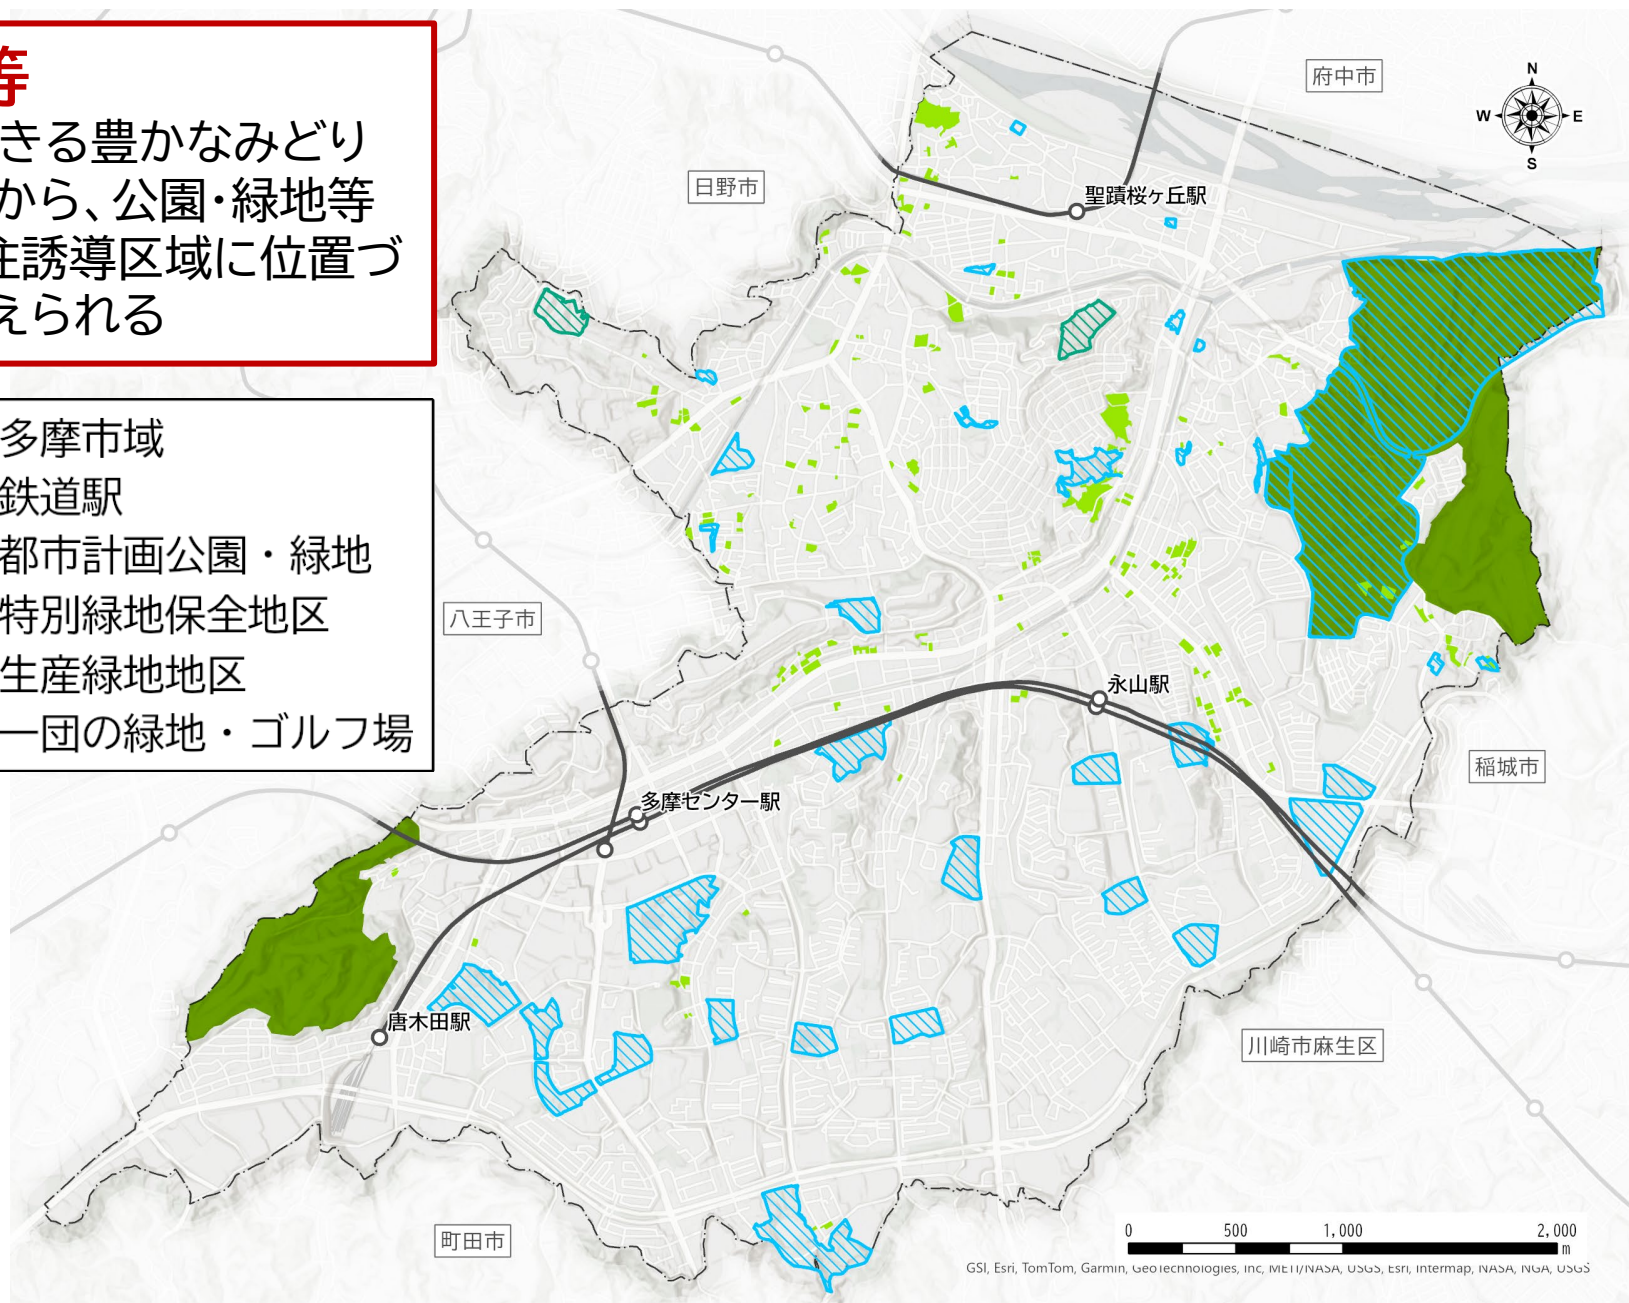 等
きる豊かなみどり
から、公園・緑地等
住誘導区域に位置づ
えられる
多摩市域
鉄道駅
都市計画公園・緑地
特別緑地保全地区
生産緑地地区
一団の緑地・ゴルフ場
府中市
N
W
E
S
日野市
聖蹟桜ヶ丘駅
八王子市
永山駅
稲城市
多摩センター駅
唐木田駅
川崎市麻生区
町田市
0 500 1,000 2,000
m
GSI, Esri, TomTom, Garmin, GeoTechnologies, Inc, METI/NASA, USGS, Esri, Intermap, NASA, NGA, USGS